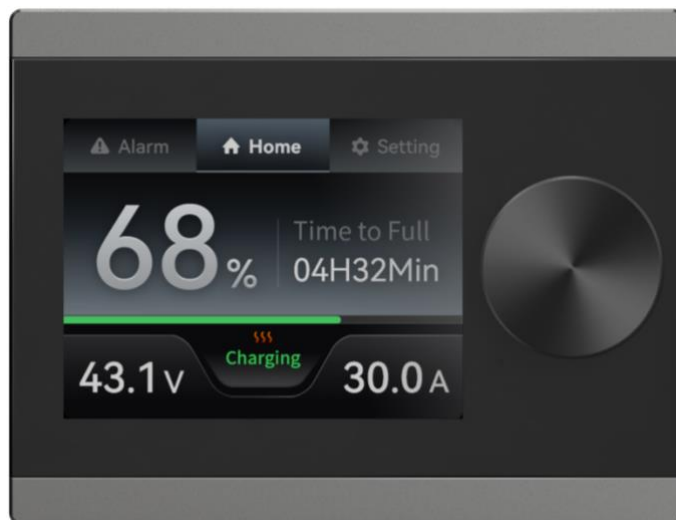 Alarm Home Setting
68% Time to Full
04H32Min
Charging
43.1V 30.0A